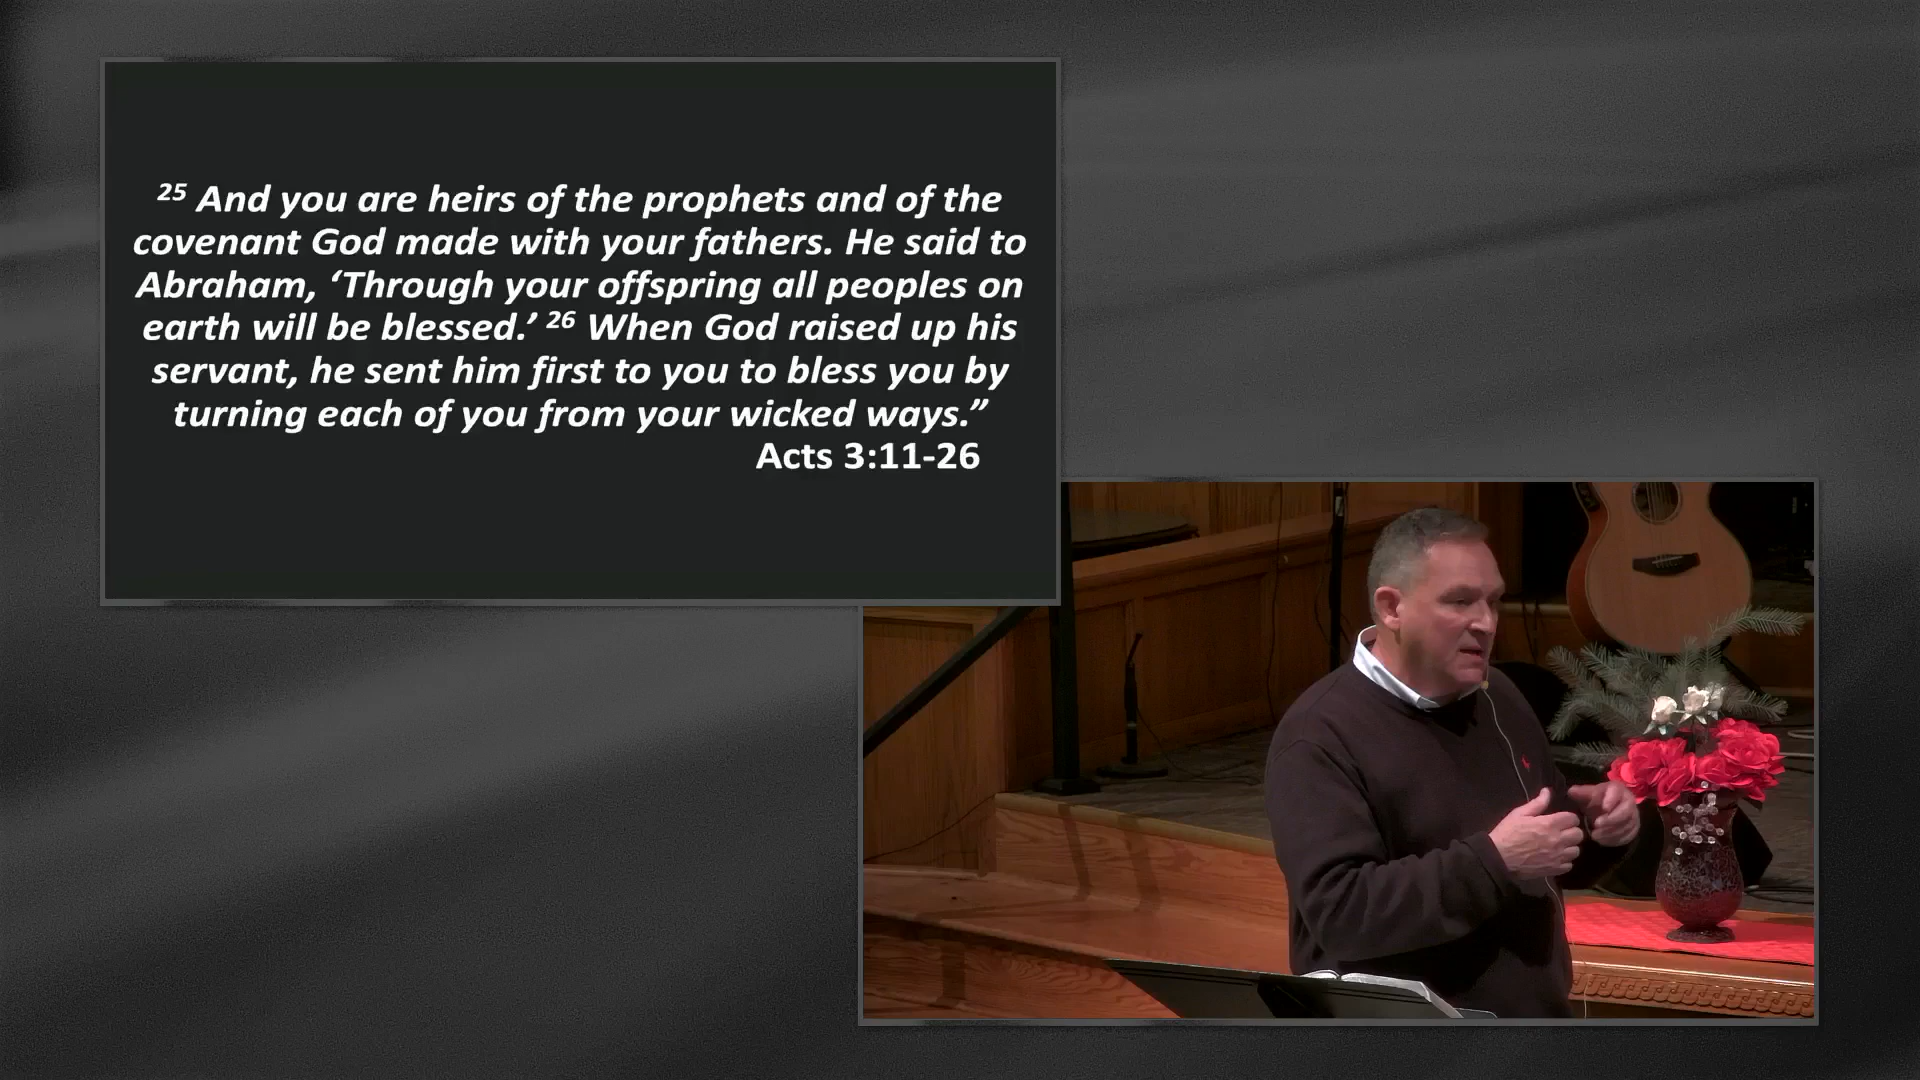 25 And you are heirs of the prophets and of the
covenant God made with your fathers. He said to
Abraham, ‘Through your offspring all peoples on
earth will be blessed.’ 26 When God raised up his
servant, he sent him first to you to bless you by
turning each of you from your wicked ways.”
Acts 3:11-26